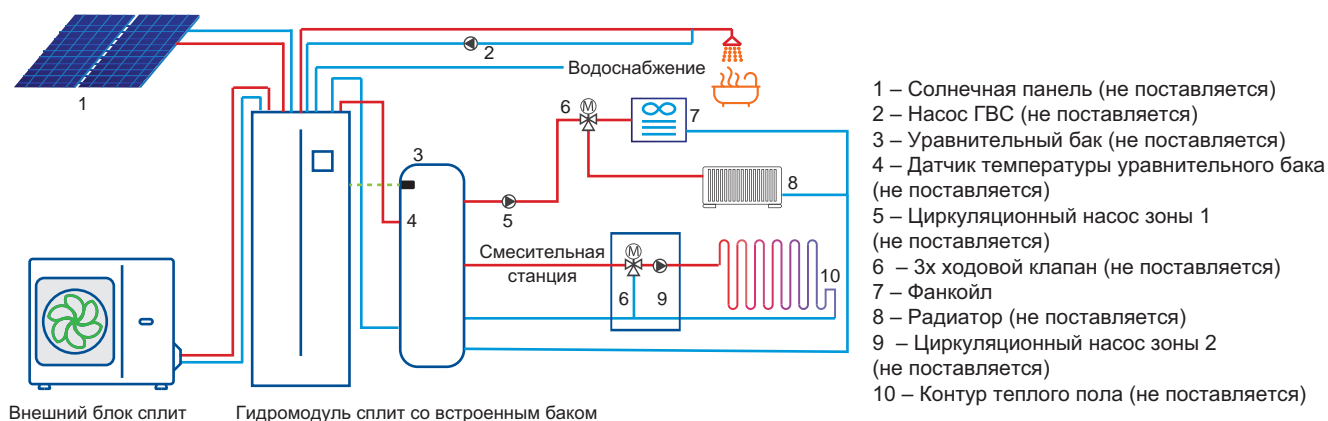 1
2
Водоснабжение
6
М
7
3
4
5
8
Смесительная
станция
М
6
9
10
Внешний блок сплит
Гидромодуль сплит со встроенным баком
1 – Солнечная панель (не поставляется)
2 – Насос ГВС (не поставляется)
3 – Уравнительный бак (не поставляется)
4 – Датчик температуры уравнительного бака
(не поставляется)
5 – Циркуляционный насос зоны 1
(не поставляется)
6 – 3х ходовой клапан (не поставляется)
7 – Фанкойл
8 – Радиатор (не поставляется)
9 – Циркуляционный насос зоны 2
(не поставляется)
10 – Контур теплого пола (не поставляется)